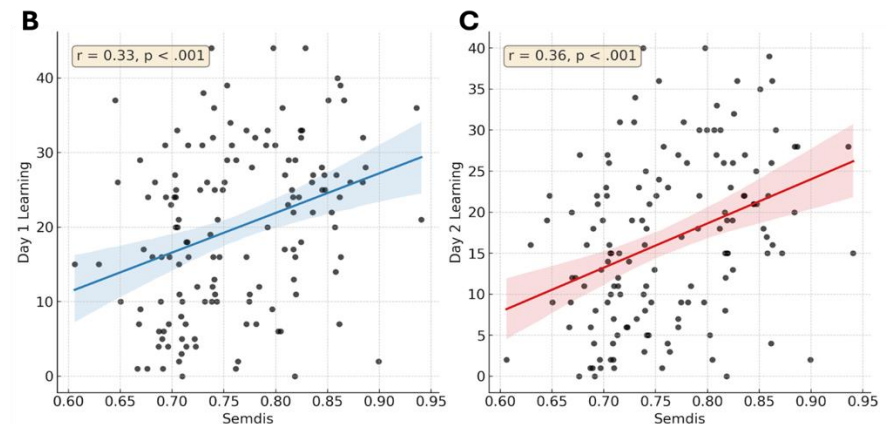 B
r = 0.33, p < .001
Day 1 Learning
40
30
20
10
0
0.60 0.65 0.70 0.75 0.80 0.85 0.90 0.95
Semdis
C
r = 0.36, p < .001
Day 2 Learning
40
35
30
25
20
15
10
5
0
0.60 0.65 0.70 0.75 0.80 0.85 0.90 0.95
Semdis